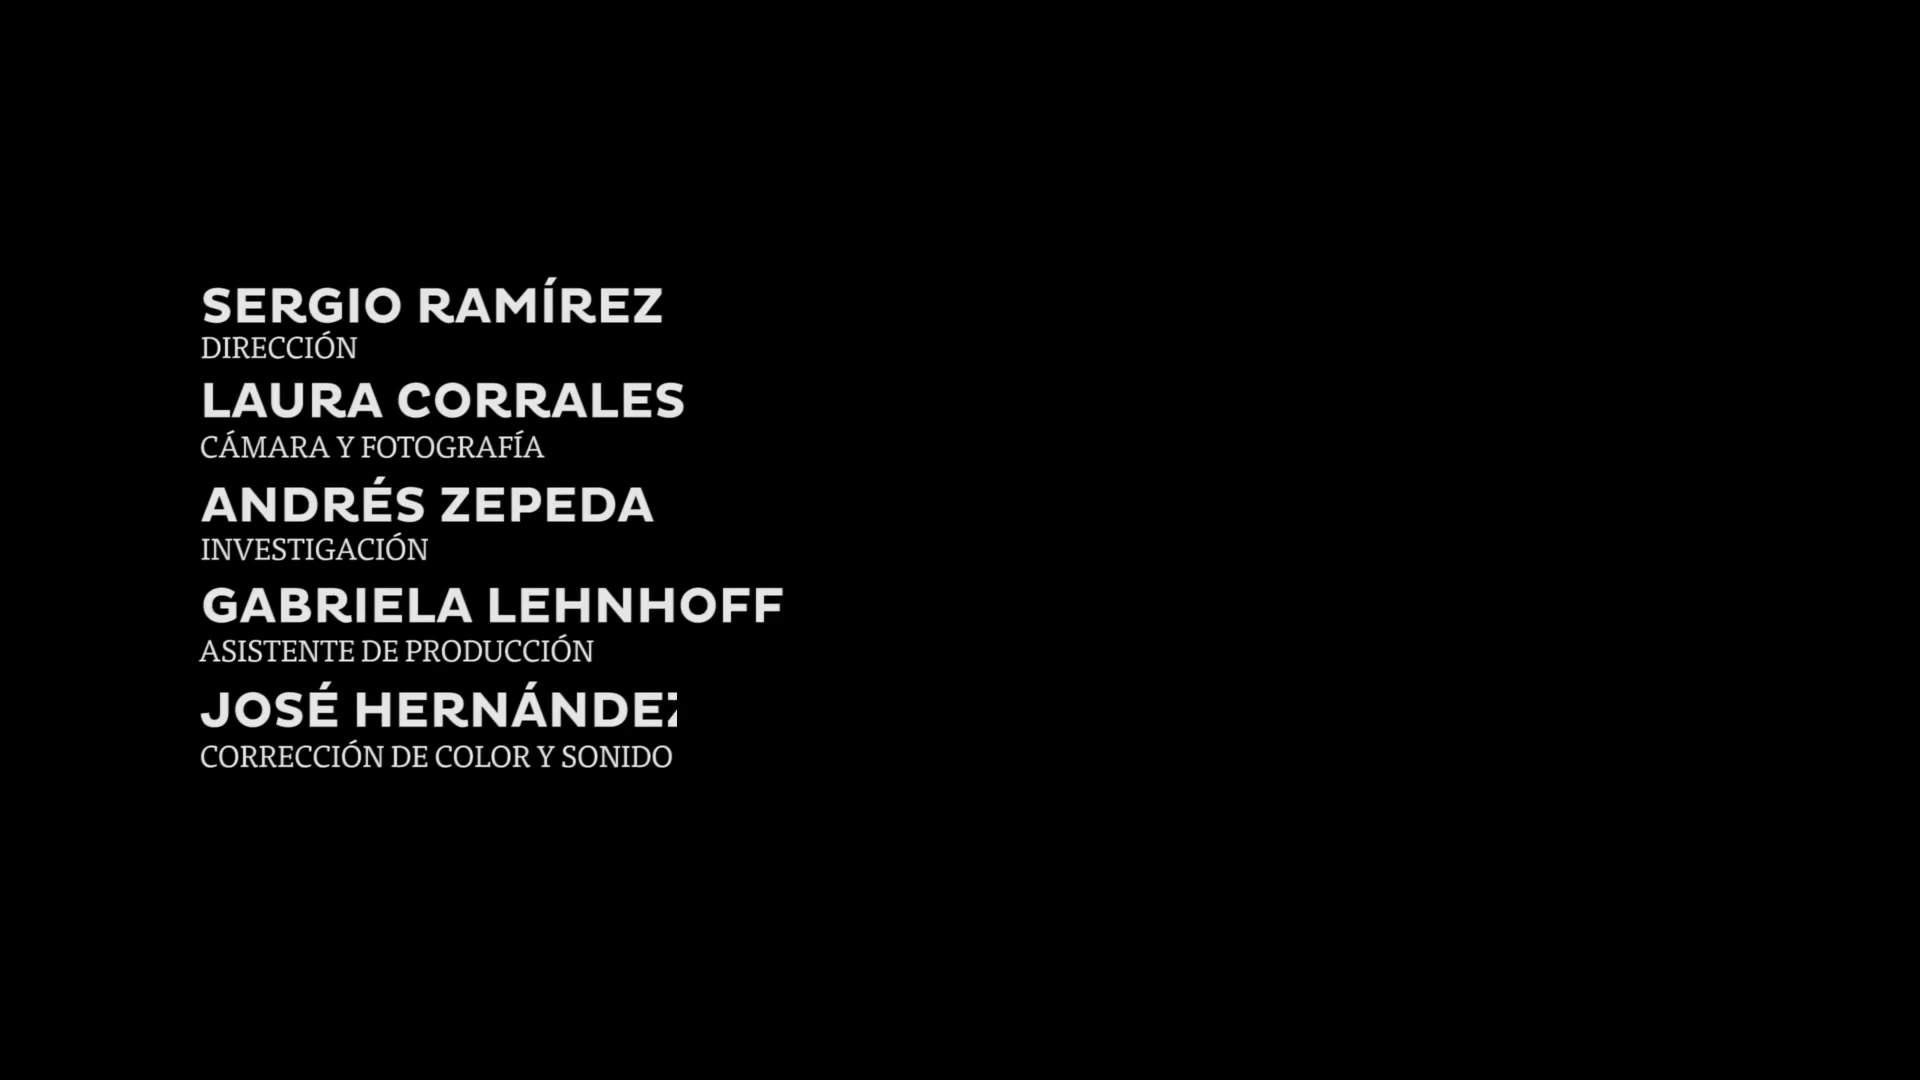 SERGIO RAMÍREZ
DIRECCIÓN
LAURA CORRALES
CÁMARA Y FOTOGRAFÍA
ANDRÉS ZEPEDA
INVESTIGACIÓN
GABRIELA LEHNHOFF
ASISTENTE DE PRODUCCIÓN
JOSÉ HERNÁNDEZ
CORRECCIÓN DE COLOR Y SONIDO